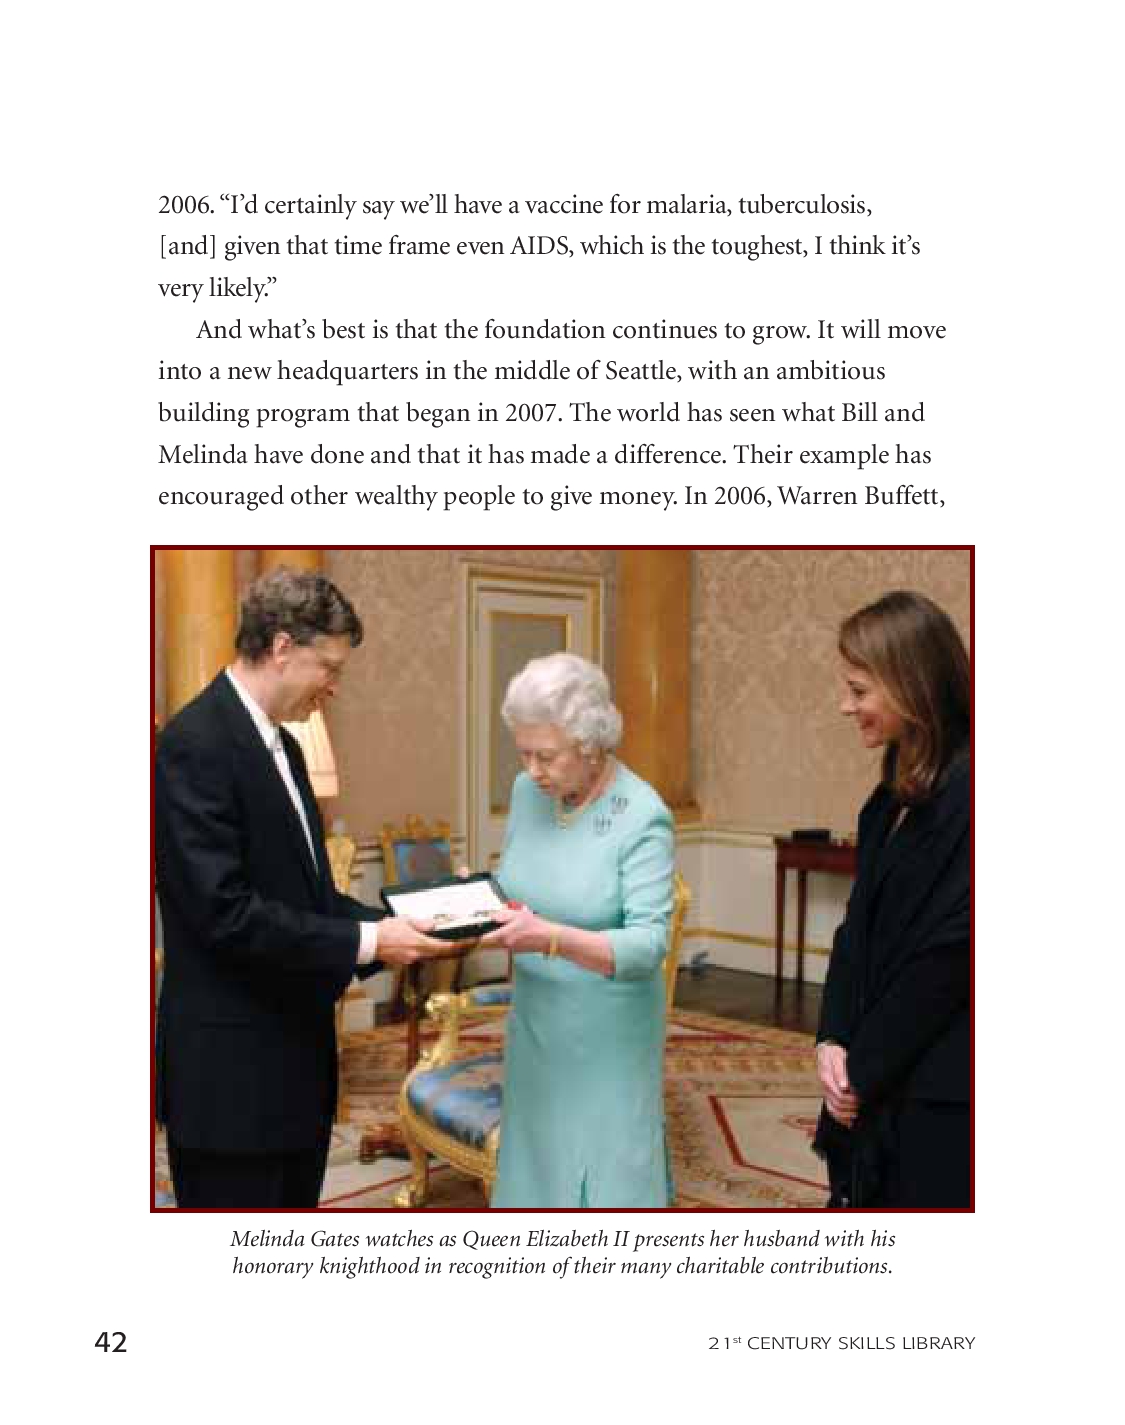 2006. “I’d certainly say we’ll have a vaccine for malaria, tuberculosis,
[and] given that time frame even AIDS, which is the toughest, I think it’s
very likely.”
And what’s best is that the foundation continues to grow. It will move
into a new headquarters in the middle of Seattle, with an ambitious
building program that began in 2007. The world has seen what Bill and
Melinda have done and that it has made a difference. Their example has
encouraged other wealthy people to give money. In 2006, Warren Buffett,
Melinda Gates watches as Queen Elizabeth II presents her husband with his
honorary knighthood in recognition of their many charitable contributions.
42
21st CENTURY SKILLS LIBRARY